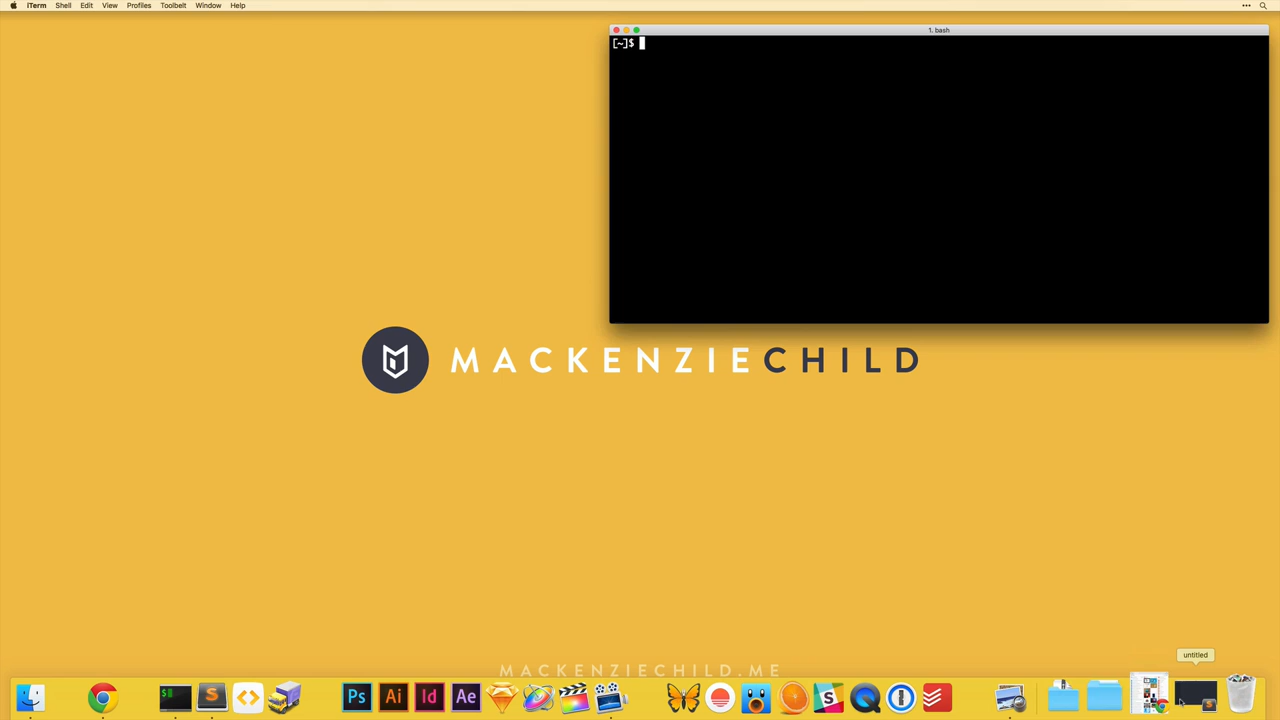 iTerm Shell Edit View Profiles Toolbelt Window Help
1. bash
[~]$
MACKENZIECHILD
MACKENZIECHILD.ME
untitled
$
S
Ps Ai Id Ae
S
S